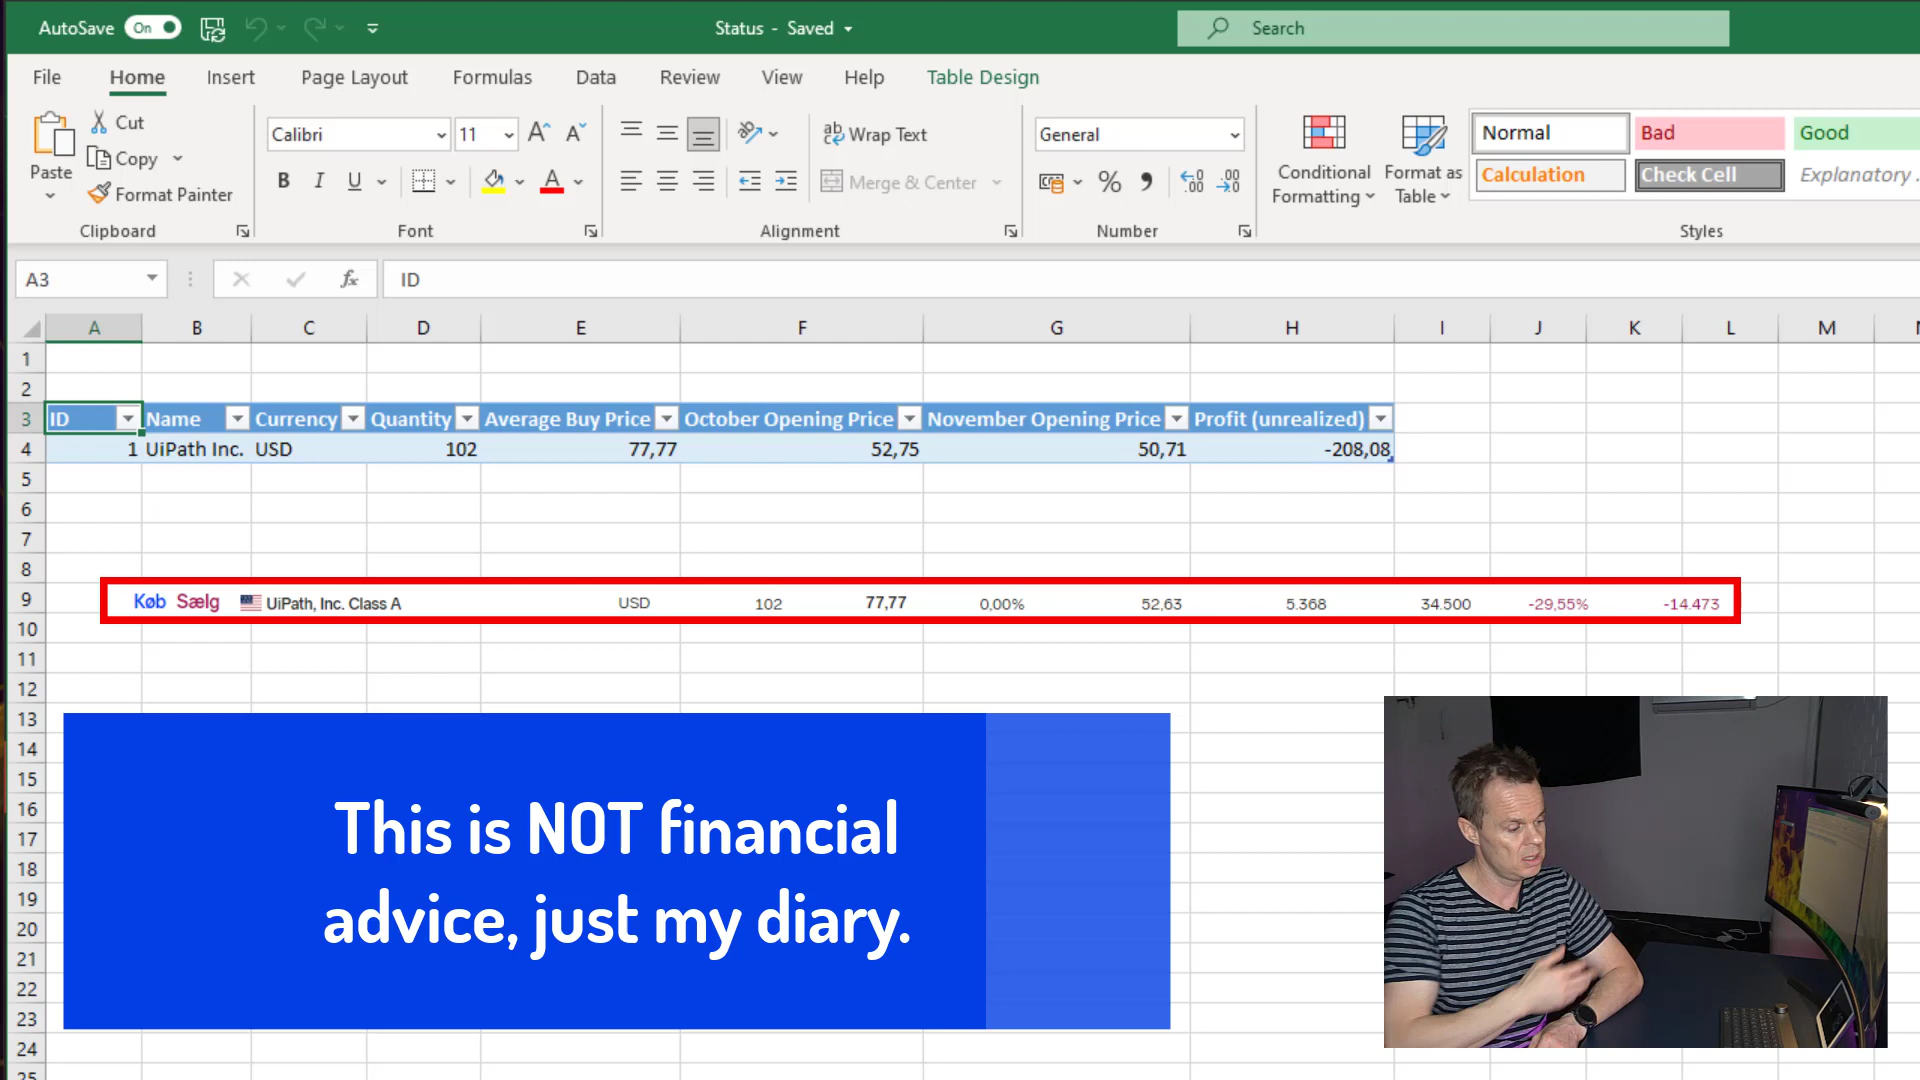 AutoSave On Status - Saved Search
File Home Insert Page Layout Formulas Data Review View Help Table Design
Paste
Cut
Copy
Format Painter
Clipboard
Calibri 11
B I U
Font
Wrap Text
Merge & Center
Alignment
General
Number
Conditional Formatting
Format as Table
Normal Bad Good
Calculation Check Cell Explanatory ...
Styles
A3 fx ID
A B C D E F G H I J K L M
1
2
3 ID Name Currency Quantity Average Buy Price October Opening Price November Opening Price Profit (unrealized)
4 1 UiPath Inc. USD 102 77,77 52,75 50,71 -208,08
5
6
7
8
9 Køb Sælg UiPath, Inc. Class A USD 102 77,77 0,00% 52,63 5.368 34.500 -29,55% -14.473
10
11
12
13
14
15
16
17
18
19
20
21
22
23
24
25
This is NOT financial
advice, just my diary.